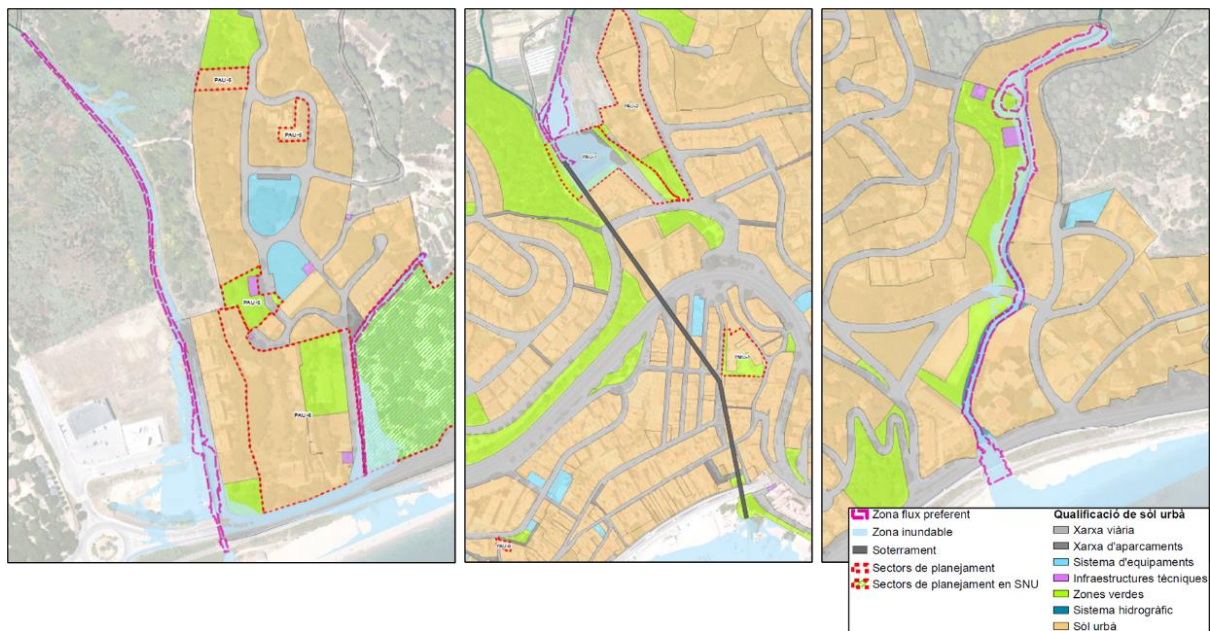 PAU-5
PAU-5
PAU-5
PAU-6
PAU-2
Zona flux preferent
Zona inundable
Soterrament
Sectors de planejament
Sectors de planejament en SNU
Qualificació de sòl urbà
Xarxa viària
Xarxa d'aparcaments
Sistema d'equipaments
Infraestructures tècniques
Zones verdes
Sistema hidrogràfic
Sòl urbà